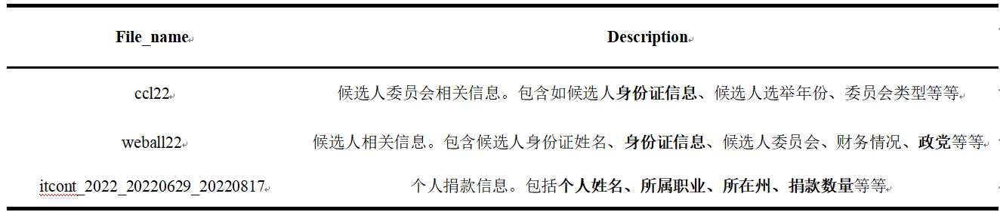 File_name Description
ccl22 候选人委员会相关信息。包含如候选人身份证信息、候选人选举年份、委员会类型等等
weball22 候选人相关信息。包含候选人身份证姓名、身份证信息、候选人委员会、财务情况、政党等等
itcont_2022_20220629_20220817 个人捐款信息。包括个人姓名、所属职业、所在州、捐款数量等等